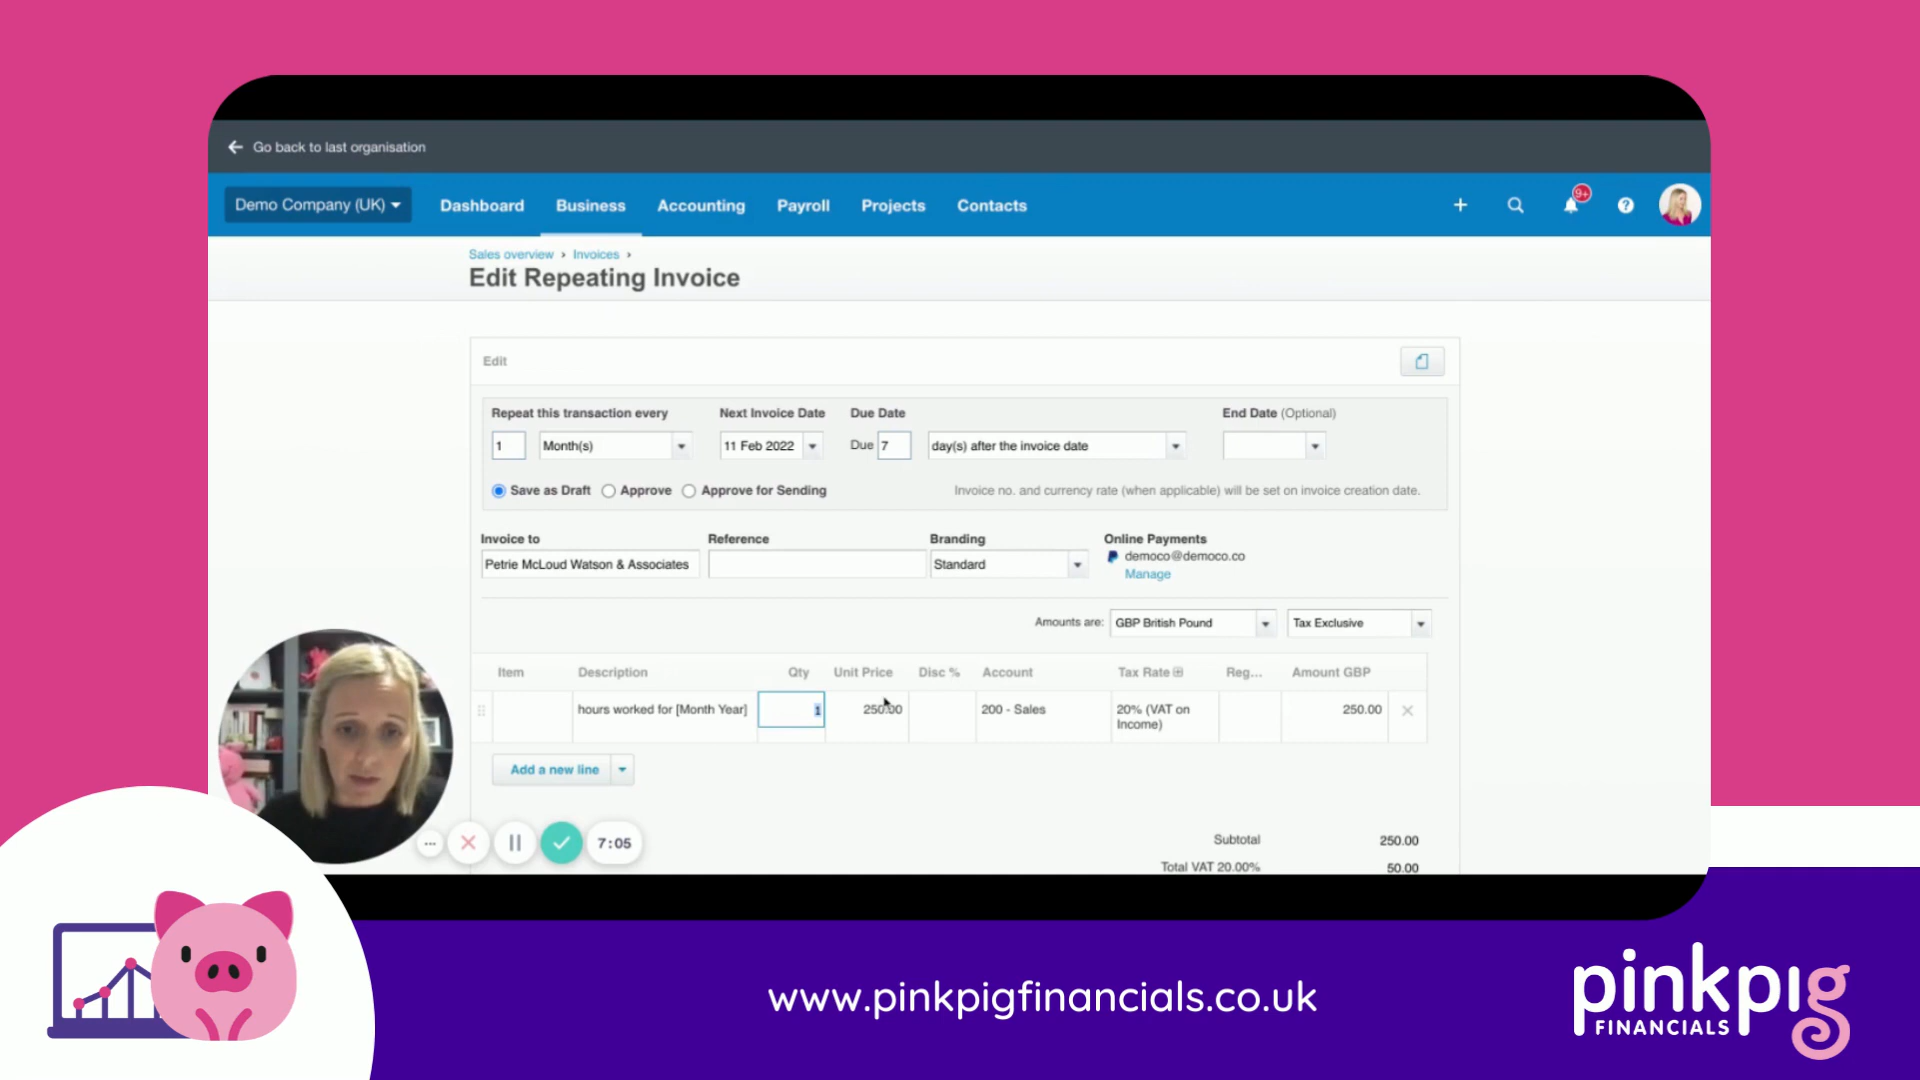 Go back to last organisation
Demo Company (UK) Dashboard Business Accounting Payroll Projects Contacts 9+
Sales overview › Invoices ›
Edit Repeating Invoice
Edit
Repeat this transaction every Next Invoice Date Due Date End Date (Optional)
1 Month(s) 11 Feb 2022 Due 7 day(s) after the invoice date
Save as Draft Approve Approve for Sending Invoice no. and currency rate (when applicable) will be set on invoice creation date.
Invoice to Reference Branding Online Payments
Petrie McLoud Watson & Associates Standard democo@democo.co
Manage
Amounts are: GBP British Pound Tax Exclusive
Item Description Qty Unit Price Disc % Account Tax Rate Reg... Amount GBP
hours worked for [Month Year] 1 250.00 200 - Sales 20% (VAT on Income) 250.00
Add a new line
7:05
Subtotal 250.00
Total VAT 20.00% 50.00
www.pinkpigfinancials.co.uk
pinkpig
FINANCIALS